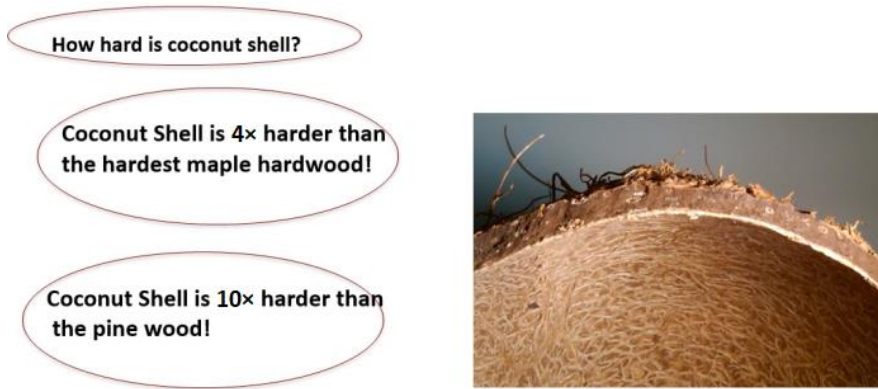 How hard is coconut shell?
Coconut Shell is 4× harder than
the hardest maple hardwood!
Coconut Shell is 10× harder than
the pine wood!